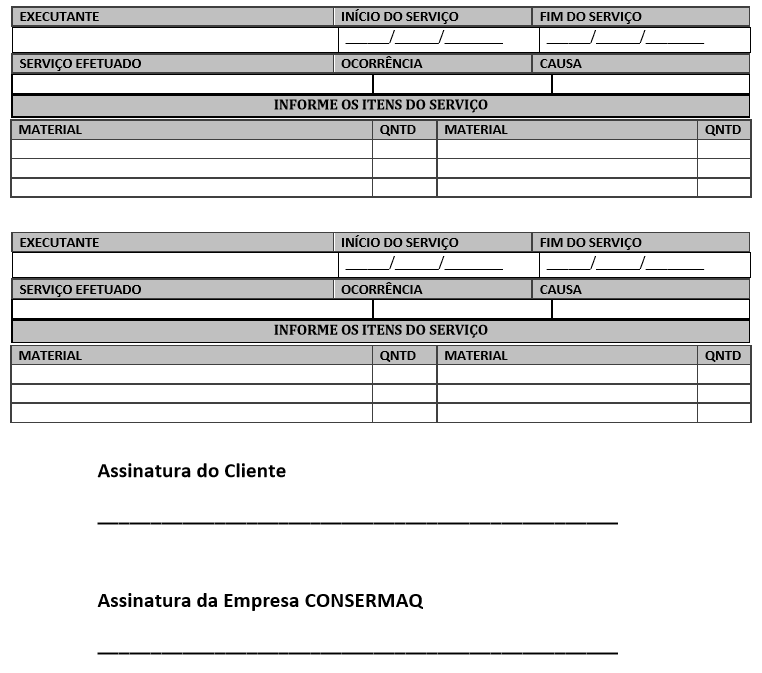 EXECUTANTE INÍCIO DO SERVIÇO FIM DO SERVIÇO
______/______/________ ______/______/________
SERVIÇO EFETUADO OCORRÊNCIA CAUSA
INFORME OS ITENS DO SERVIÇO
MATERIAL QNTD MATERIAL QNTD
EXECUTANTE INÍCIO DO SERVIÇO FIM DO SERVIÇO
______/______/________ ______/______/________
SERVIÇO EFETUADO OCORRÊNCIA CAUSA
INFORME OS ITENS DO SERVIÇO
MATERIAL QNTD MATERIAL QNTD
Assinatura do Cliente
Assinatura da Empresa CONSERMAQ